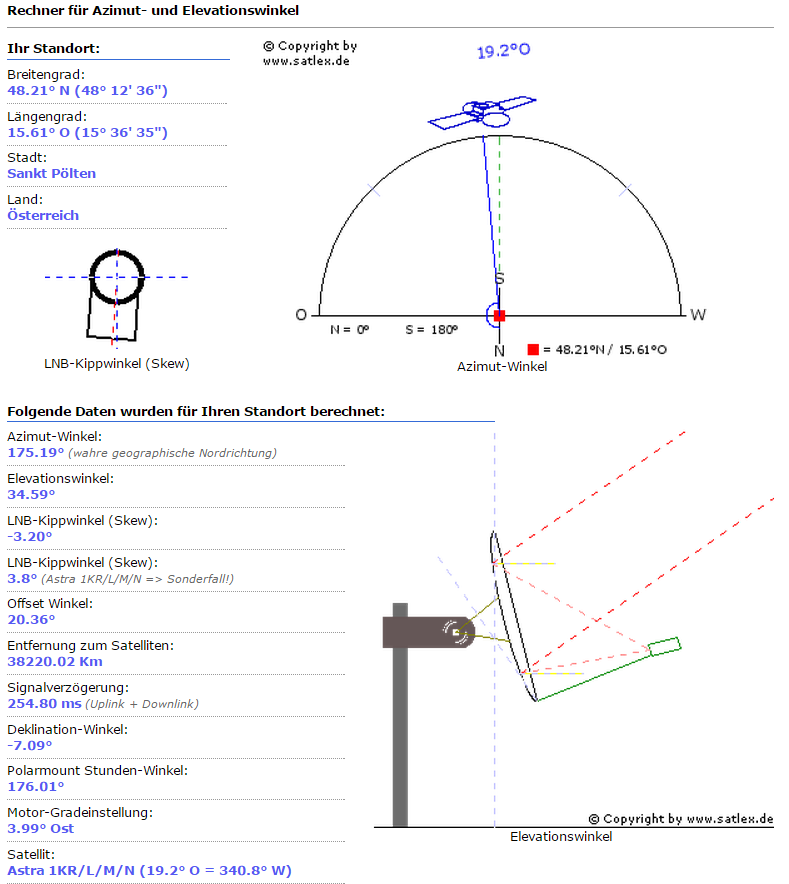 Rechner für Azimut- und Elevationswinkel
Ihr Standort:
Breitengrad:
48.21° N (48° 12' 36")
Längengrad:
15.61° O (15° 36' 35")
Stadt:
Sankt Pölten
Land:
Österreich
LNB-Kippwinkel (Skew)
© Copyright by
www.satlex.de
19.2°O
S
O
W
N = 0°
S = 180°
N
= 48.21°N / 15.61°O
Azimut-Winkel
Folgende Daten wurden für Ihren Standort berechnet:
Azimut-Winkel:
175.19° (wahre geographische Nordrichtung)
Elevationswinkel:
34.59°
LNB-Kippwinkel (Skew):
-3.20°
LNB-Kippwinkel (Skew):
3.8° (Astra 1KR/L/M/N => Sonderfall!)
Offset Winkel:
20.36°
Entfernung zum Satelliten:
38220.02 Km
Signalverzögerung:
254.80 ms (Uplink + Downlink)
Deklination-Winkel:
-7.09°
Polarmount Stunden-Winkel:
176.01°
Motor-Gradeinstellung:
3.99° Ost
Satellit:
Astra 1KR/L/M/N (19.2° O = 340.8° W)
© Copyright by www.satlex.de
Elevationswinkel